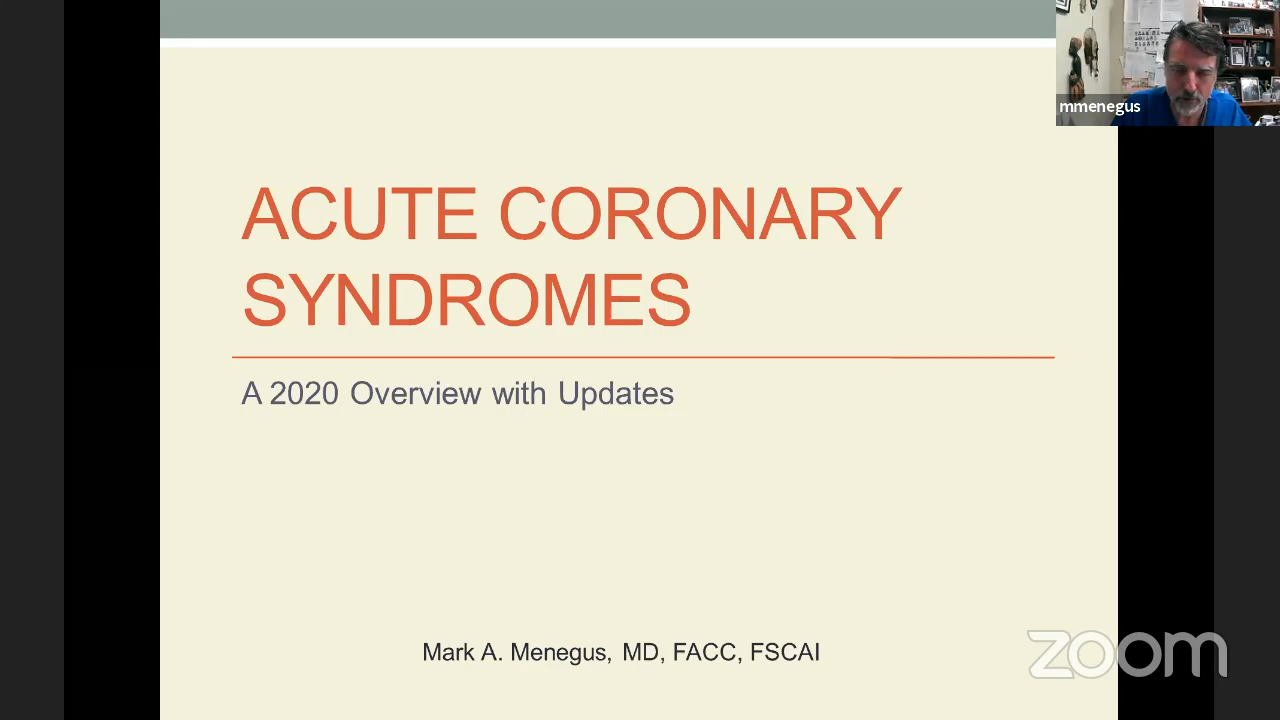 mmenegus
ACUTE CORONARY
SYNDROMES
A 2020 Overview with Updates
Mark A. Menegus, MD, FACC, FSCAI
zoom